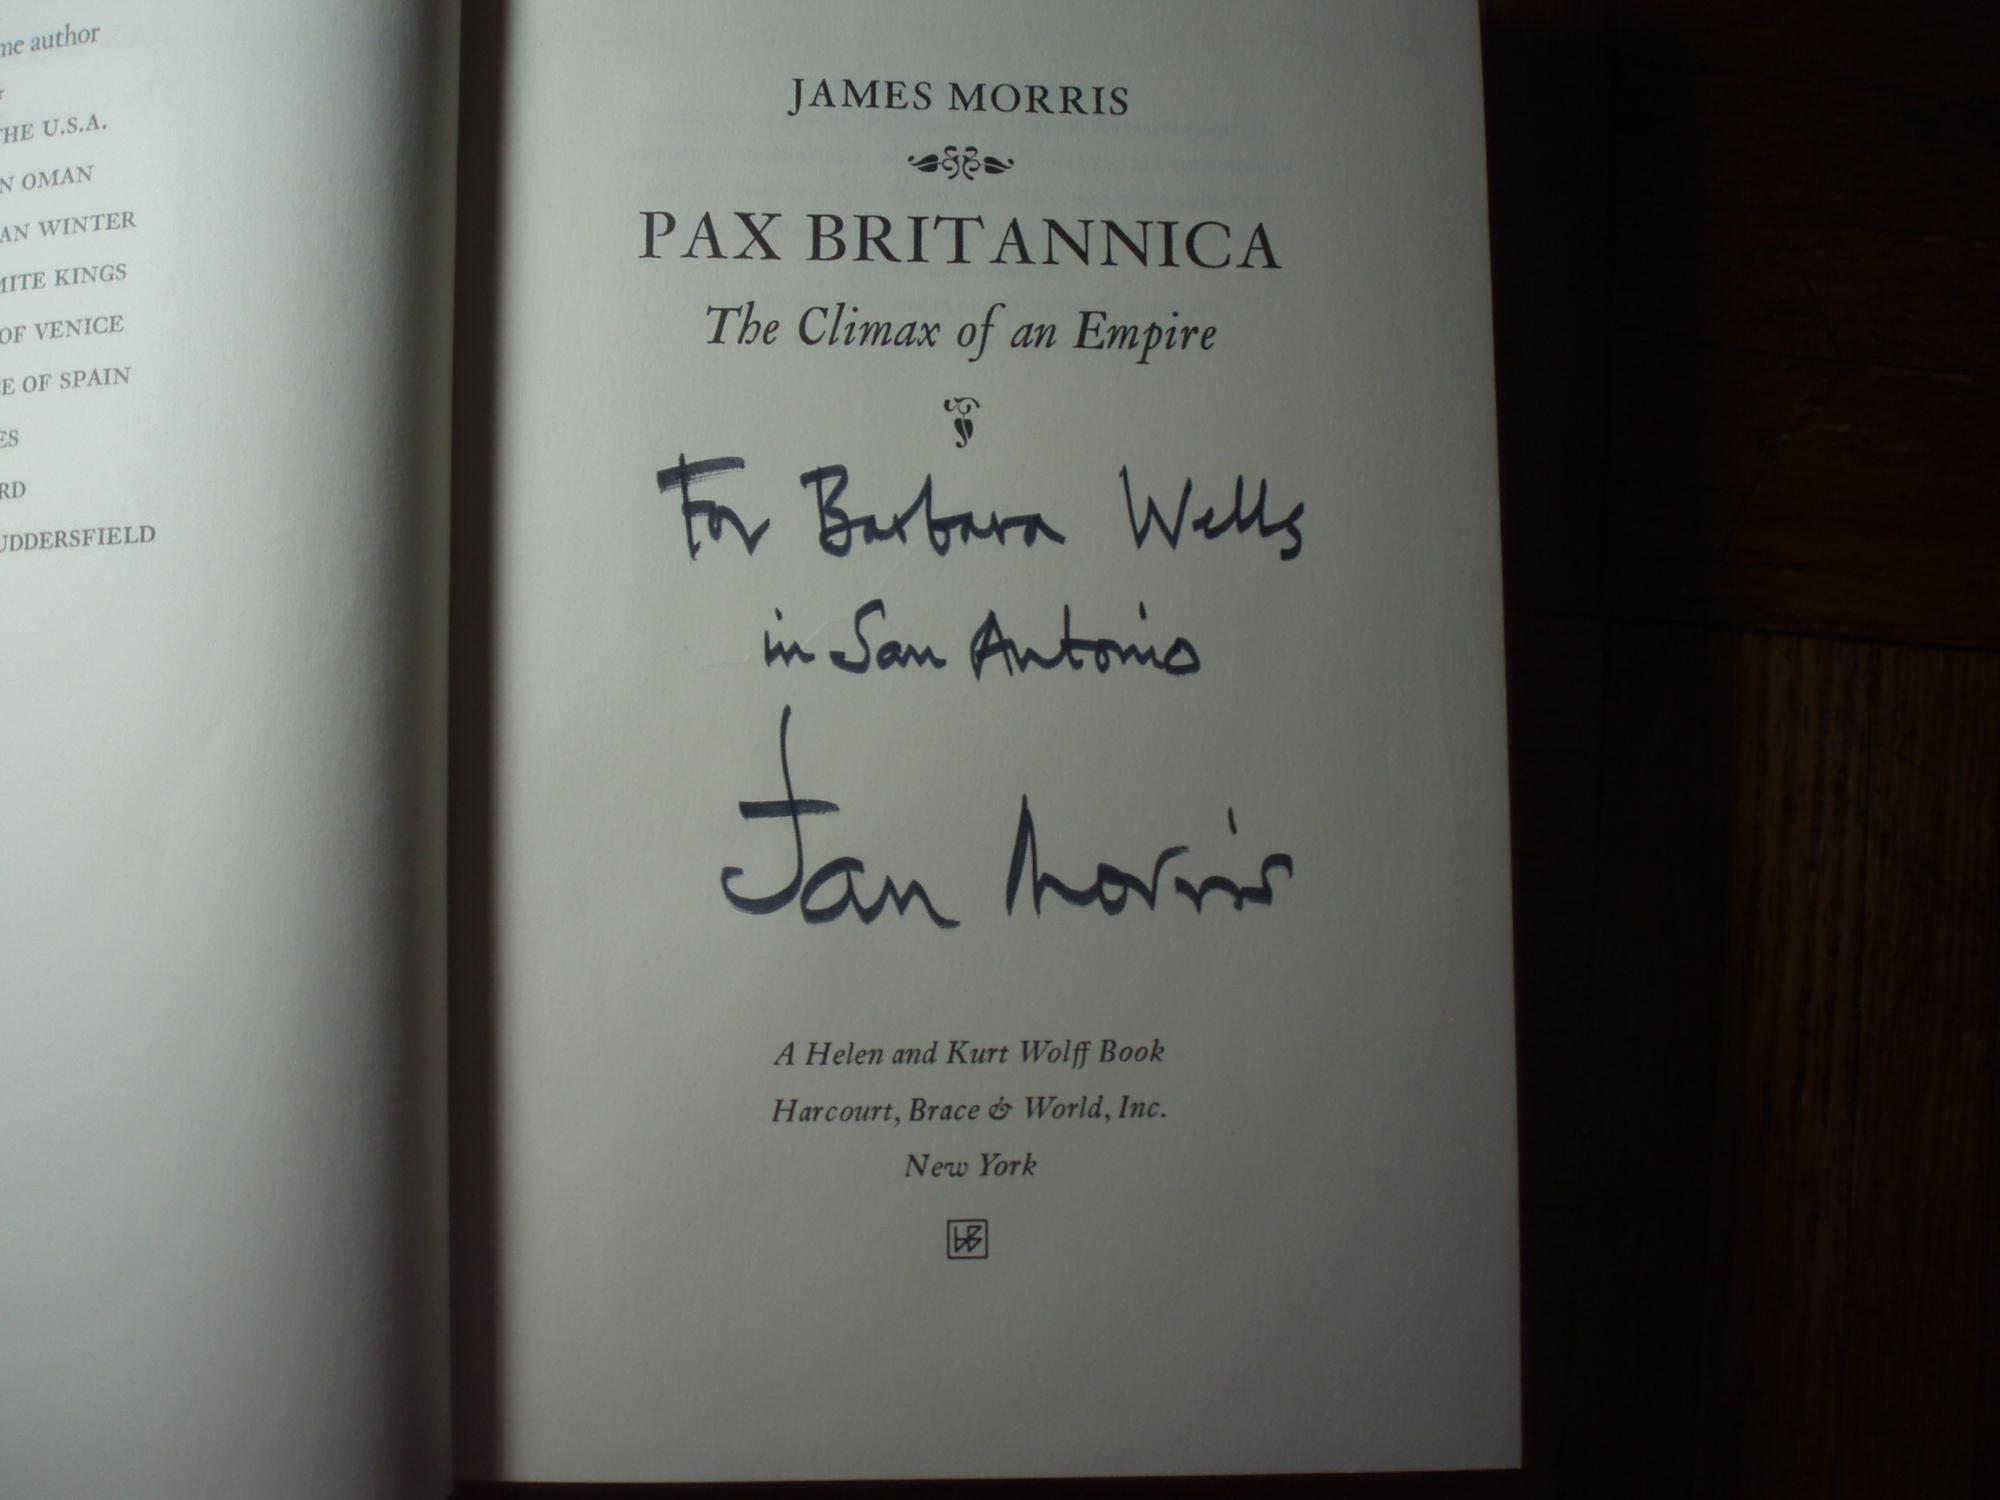 me author
THE U.S.A.
N OMAN
AN WINTER
MITE KINGS
OF VENICE
E OF SPAIN
ES
RD
UDDERSFIELD
JAMES MORRIS
PAX BRITANNICA
The Climax of an Empire
For Barbara Wells
in San Antonio
Jan Morris
A Helen and Kurt Wolff Book
Harcourt, Brace & World, Inc.
New York